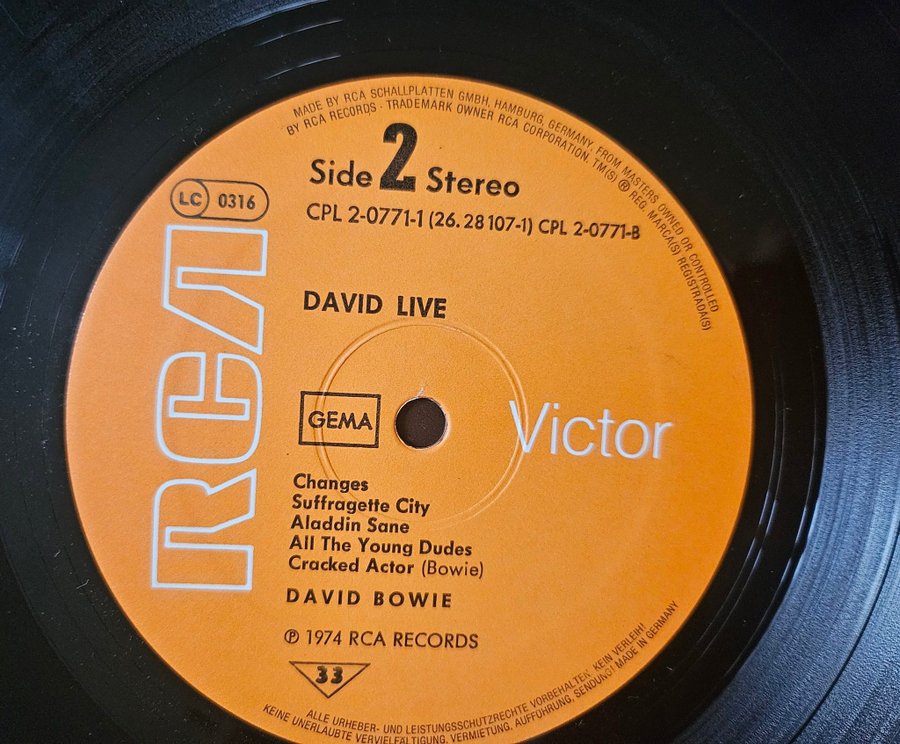 MADE BY RCA SCHALLPLATTEN GMBH, HAMBURG, GERMANY, FROM MASTERS OWNED OR CONTROLLED
BY RCA RECORDS · TRADEMARK OWNER RCA CORPORATION. TM(S) ® REG. MARCA(S) REGISTRADA(S)
Side 2 Stereo
LC 0316
CPL 2-0771-1 (26.28107-1) CPL 2-0771-B
RCA
DAVID LIVE
GEMA
Victor
Changes
Suffragette City
Aladdin Sane
All The Young Dudes
Cracked Actor (Bowie)
DAVID BOWIE
℗ 1974 RCA RECORDS
33
ALLE URHEBER- UND LEISTUNGSSCHUTZRECHTE VORBEHALTEN. KEIN VERLEIH!
KEINE UNERLAUBTE VERVIELFÄLTIGUNG, VERMIETUNG, AUFFÜHRUNG, SENDUNG! MADE IN GERMANY